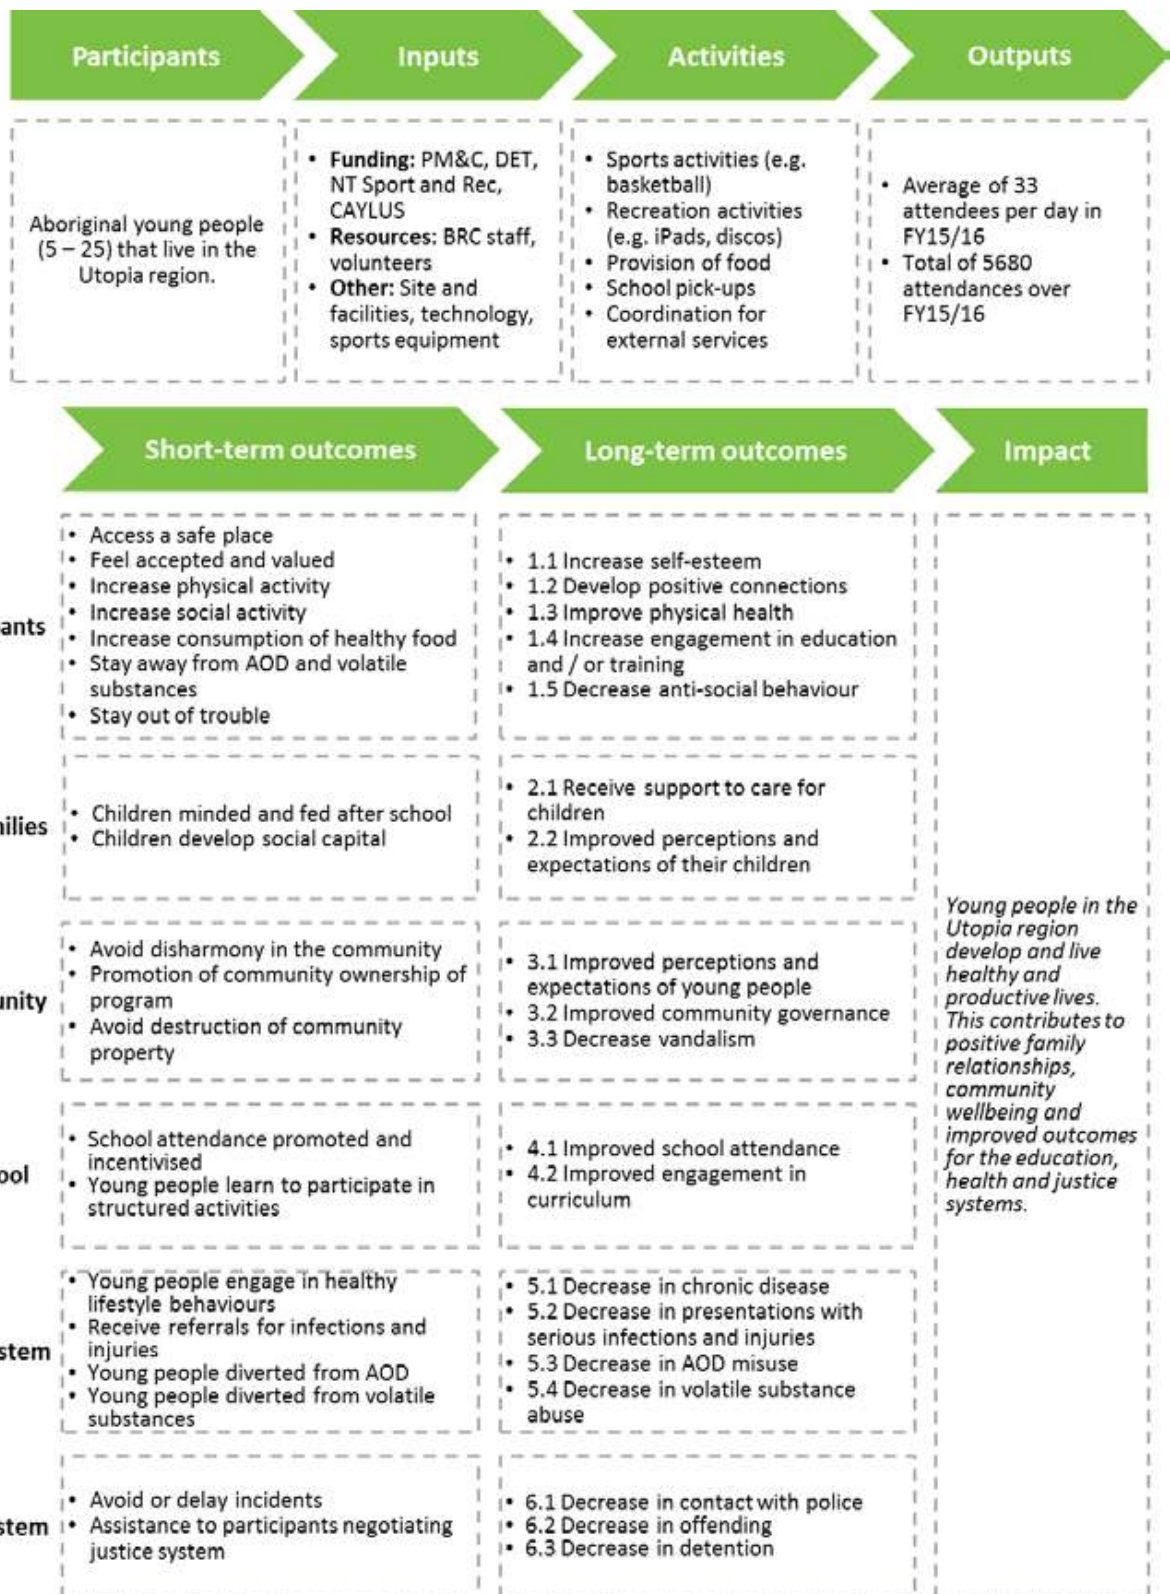 Participants
Inputs
Activities
Outputs
Aboriginal young people
(5 – 25) that live in the
Utopia region.
• Funding: PM&C, DET,
NT Sport and Rec,
CAYLUS
• Resources: BRC staff,
volunteers
• Other: Site and
facilities, technology,
sports equipment
• Sports activities (e.g.
basketball)
• Recreation activities
(e.g. iPads, discos)
• Provision of food
• School pick-ups
• Coordination for
external services
• Average of 33
attendees per day in
FY15/16
• Total of 5680
attendances over
FY15/16
Short-term outcomes
Long-term outcomes
Impact
ants
• Access a safe place
• Feel accepted and valued
• Increase physical activity
• Increase social activity
• Increase consumption of healthy food
• Stay away from AOD and volatile
substances
• Stay out of trouble
• 1.1 Increase self-esteem
• 1.2 Develop positive connections
• 1.3 Improve physical health
• 1.4 Increase engagement in education
and / or training
• 1.5 Decrease anti-social behaviour
nilies
• Children minded and fed after school
• Children develop social capital
• 2.1 Receive support to care for
children
• 2.2 Improved perceptions and
expectations of their children
unity
• Avoid disharmony in the community
• Promotion of community ownership of
program
• Avoid destruction of community
property
• 3.1 Improved perceptions and
expectations of young people
• 3.2 Improved community governance
• 3.3 Decrease vandalism
ool
• School attendance promoted and
incentivised
• Young people learn to participate in
structured activities
• 4.1 Improved school attendance
• 4.2 Improved engagement in
curriculum
stem
• Young people engage in healthy
lifestyle behaviours
• Receive referrals for infections and
injuries
• Young people diverted from AOD
• Young people diverted from volatile
substances
• 5.1 Decrease in chronic disease
• 5.2 Decrease in presentations with
serious infections and injuries
• 5.3 Decrease in AOD misuse
• 5.4 Decrease in volatile substance
abuse
stem
• Avoid or delay incidents
• Assistance to participants negotiating
justice system
• 6.1 Decrease in contact with police
• 6.2 Decrease in offending
• 6.3 Decrease in detention
Young people in the
Utopia region
develop and live
healthy and
productive lives.
This contributes to
positive family
relationships,
community
wellbeing and
improved outcomes
for the education,
health and justice
systems.